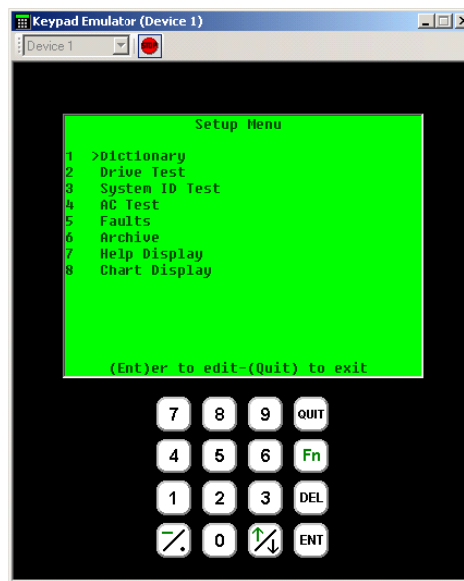 Keypad Emulator (Device 1)
Device 1
STOP
Setup Menu
1 >Dictionary
2 Drive Test
3 System ID Test
4 AC Test
5 Faults
6 Archive
7 Help Display
8 Chart Display
(Ent)er to edit-(Quit) to exit
7 8 9 QUIT
4 5 6 Fn
1 2 3 DEL
−/. 0 ↑/↓ ENT